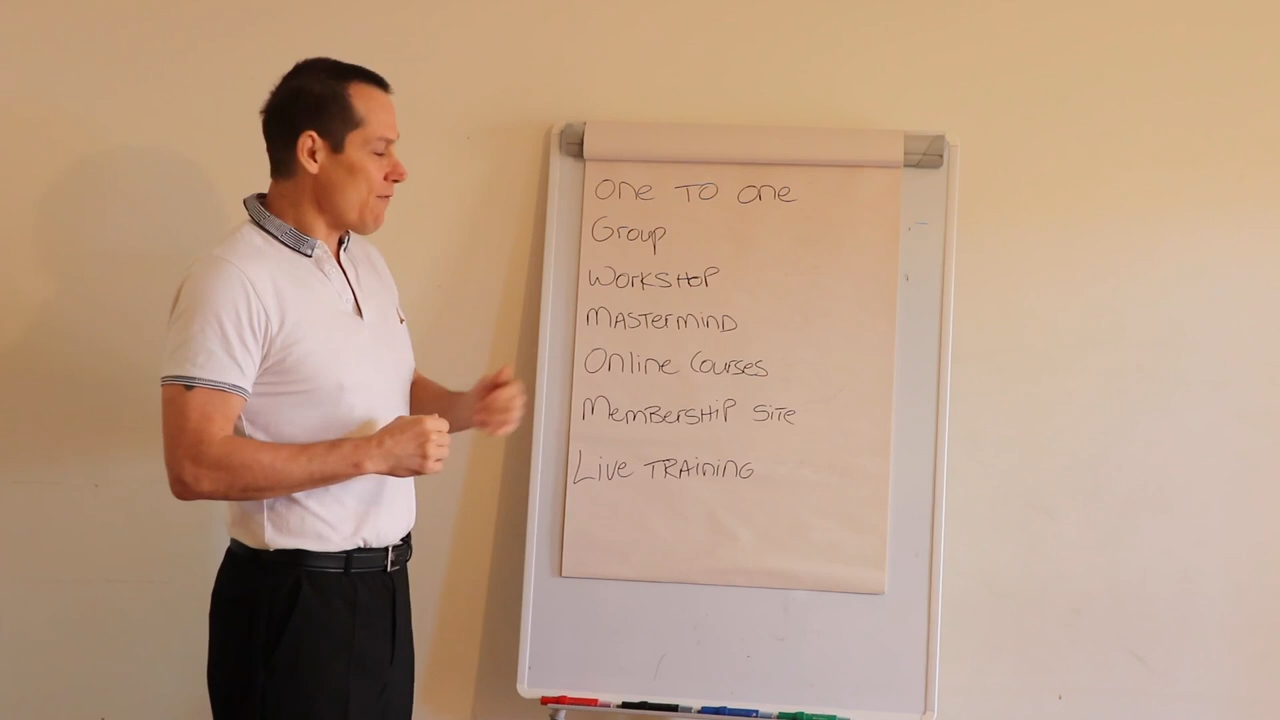 One To one
Group
Workshop
Mastermind
Online Courses
Membership Site
Live Training